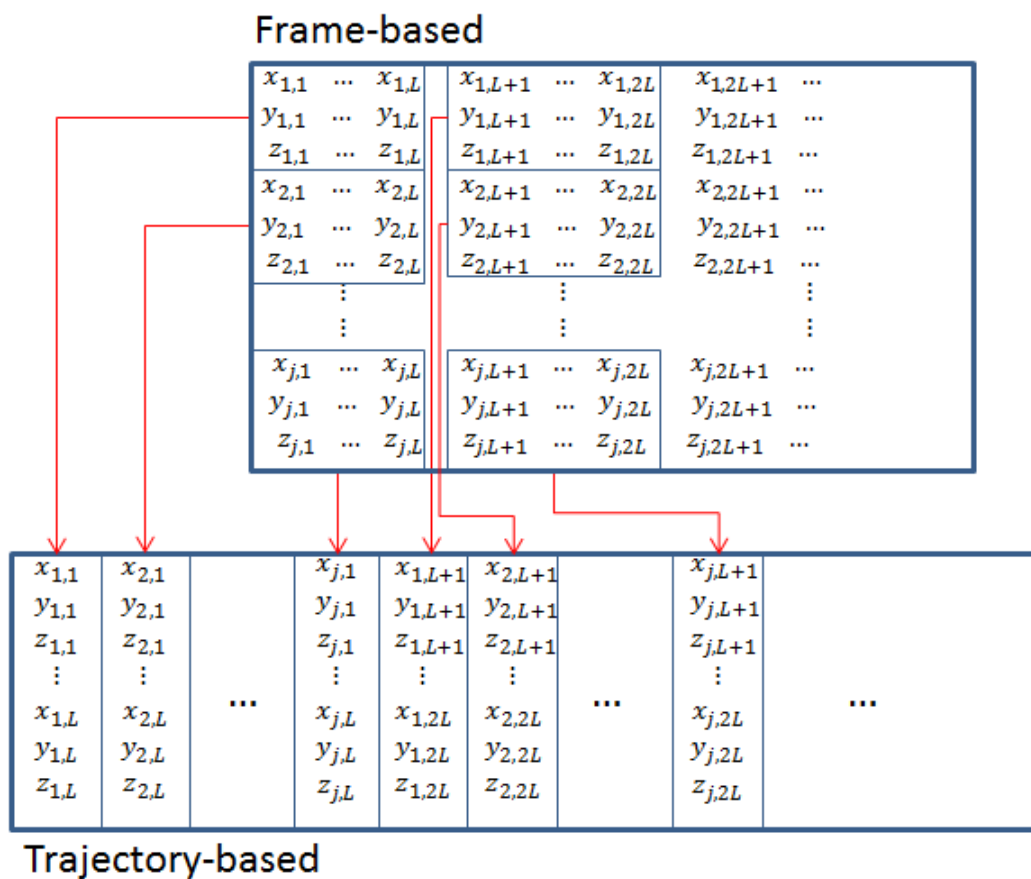 Frame-based
x1,1 ... x1,L x1,L+1 ... x1,2L x1,2L+1 ...
y1,1 ... y1,L y1,L+1 ... y1,2L y1,2L+1 ...
z1,1 ... z1,L z1,L+1 ... z1,2L z1,2L+1 ...
x2,1 ... x2,L x2,L+1 ... x2,2L x2,2L+1 ...
y2,1 ... y2,L y2,L+1 ... y2,2L y2,2L+1 ...
z2,1 ... z2,L z2,L+1 ... z2,2L z2,2L+1 ...
⋮ ⋮ ⋮
⋮ ⋮ ⋮
xj,1 ... xj,L xj,L+1 ... xj,2L xj,2L+1 ...
yj,1 ... yj,L yj,L+1 ... yj,2L yj,2L+1 ...
zj,1 ... zj,L zj,L+1 ... zj,2L zj,2L+1 ...
x1,1 x2,1 xj,1 x1,L+1 x2,L+1 xj,L+1
y1,1 y2,1 yj,1 y1,L+1 y2,L+1 yj,L+1
z1,1 z2,1 zj,1 z1,L+1 z2,L+1 zj,L+1
⋮ ⋮ ... ⋮ ⋮ ⋮ ... ⋮ ...
x1,L x2,L xj,L x1,2L x2,2L xj,2L
y1,L y2,L yj,L y1,2L y2,2L yj,2L
z1,L z2,L zj,L z1,2L z2,2L zj,2L
Trajectory-based